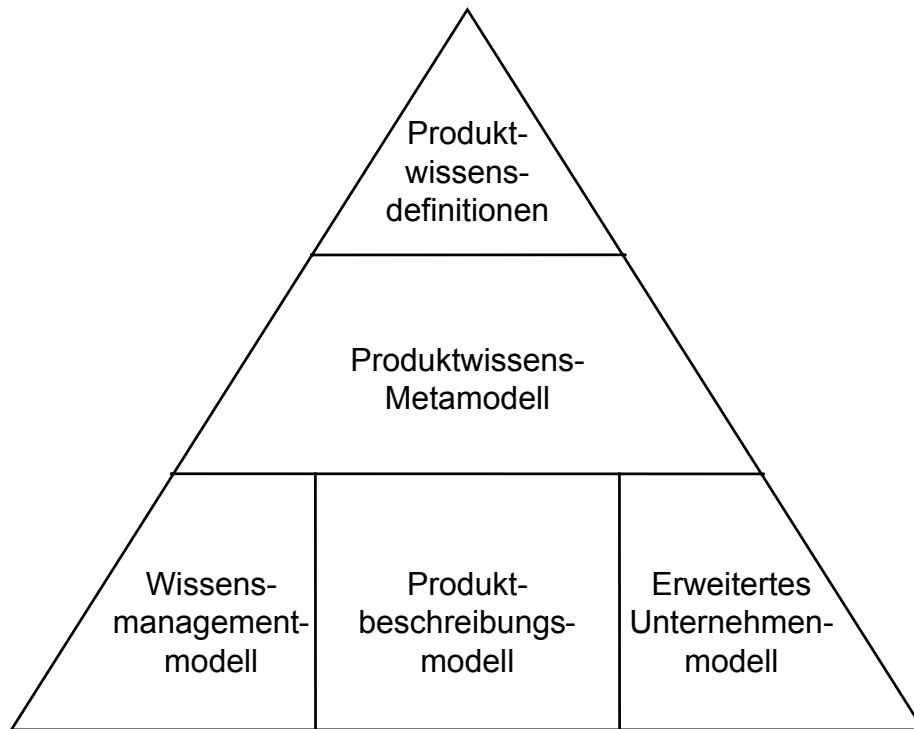 Produkt-
wissens-
definitionen
Produktwissens-
Metamodell
Wissens-
management-
modell
Produkt-
beschreibungs-
modell
Erweitertes
Unternehmen-
modell